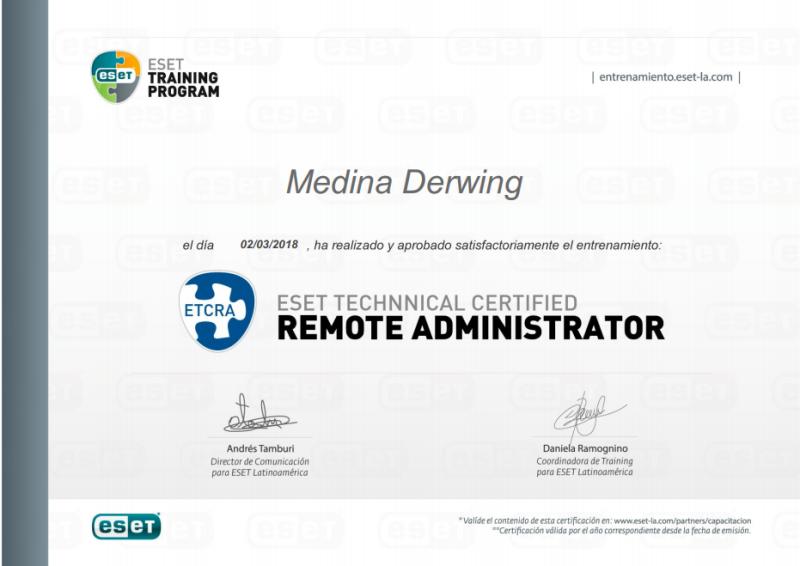 eset
ESET
TRAINING
PROGRAM
| entrenamiento.eset-la.com |
Medina Derwing
el día 02/03/2018 , ha realizado y aprobado satisfactoriamente el entrenamiento:
ETCRA
ESET TECHNNICAL CERTIFIED
REMOTE ADMINISTRATOR
Andrés Tamburi
Director de Comunicación
para ESET Latinoamérica
Daniela Ramognino
Coordinadora de Training
para ESET Latinoamérica
eset
*Valide el contenido de esta certificación en: www.eset-la.com/partners/capacitacion
**Certificación válida por el año correspondiente desde la fecha de emisión.